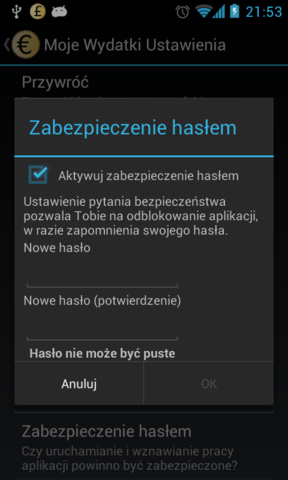 21:53
Moje Wydatki Ustawienia
Przywróć
Zabezpieczenie hasłem
Aktywuj zabezpieczenie hasłem
Ustawienie pytania bezpieczeństwa
pozwala Tobie na odblokowanie aplikacji,
w razie zapomnienia swojego hasła.
Nowe hasło
Nowe hasło (potwierdzenie)
Hasło nie może być puste
Anuluj
OK
Zabezpieczenie hasłem
Czy uruchamianie i wznawianie pracy
aplikacji powinno być zabezpieczone?